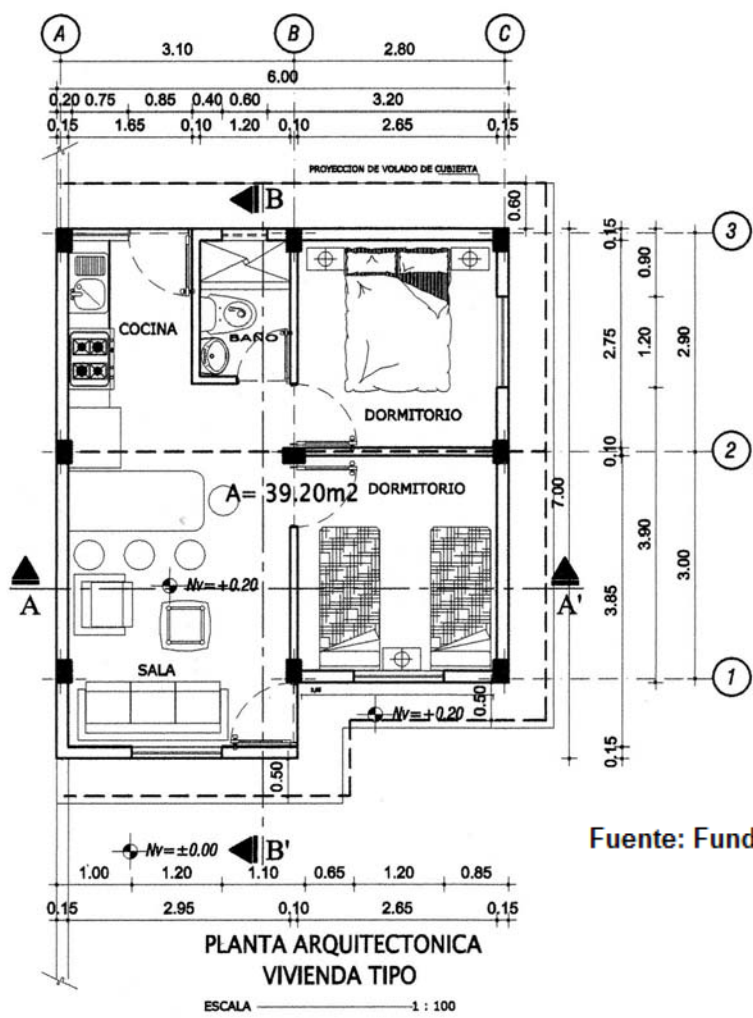 A B C
3.10 2.80
6.00
0.20 0.75 0.85 0.40 0.60 3.20
0.15 1.65 0.10 1.20 0.10 2.65 0.15
PROYECCION DE VOLADO DE CUBIERTA
B
0.60
3
0.15
0.90
COCINA
BAÑO
2.75
1.20
2.90
DORMITORIO
2
0.10
A= 39.20m2
DORMITORIO
7.00
3.90
3.00
3.85
A
Nv=+0.20
A'
SALA
1
Nv=+0.20
0.50
0.15
0.50
Nv=±0.00
B'
Fuente: Fund
1.00 1.20 1.10 0.65 1.20 0.85
0.15 2.95 0.10 2.65 0.15
PLANTA ARQUITECTONICA
VIVIENDA TIPO
ESCALA 1 : 100